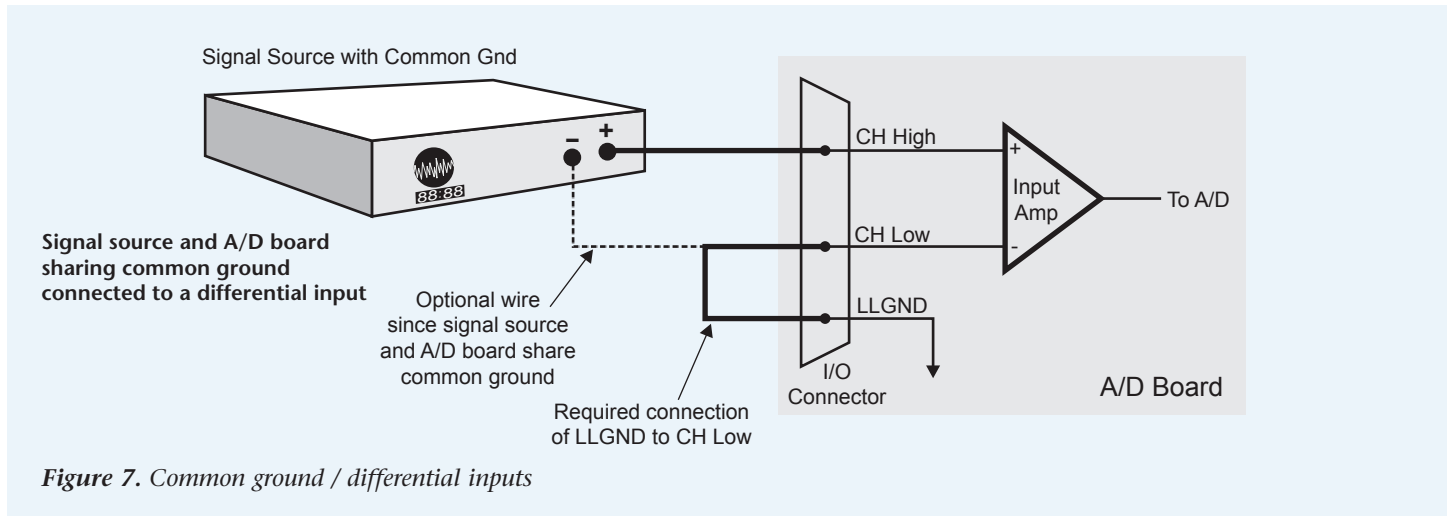 Signal Source with Common Gnd
- +
88:88
Signal source and A/D board
sharing common ground
connected to a differential input
Optional wire
since signal source
and A/D board share
common ground
Required connection
of LLGND to CH Low
CH High
CH Low
LLGND
I/O
Connector
+
Input
Amp
-
To A/D
A/D Board
Figure 7. Common ground / differential inputs